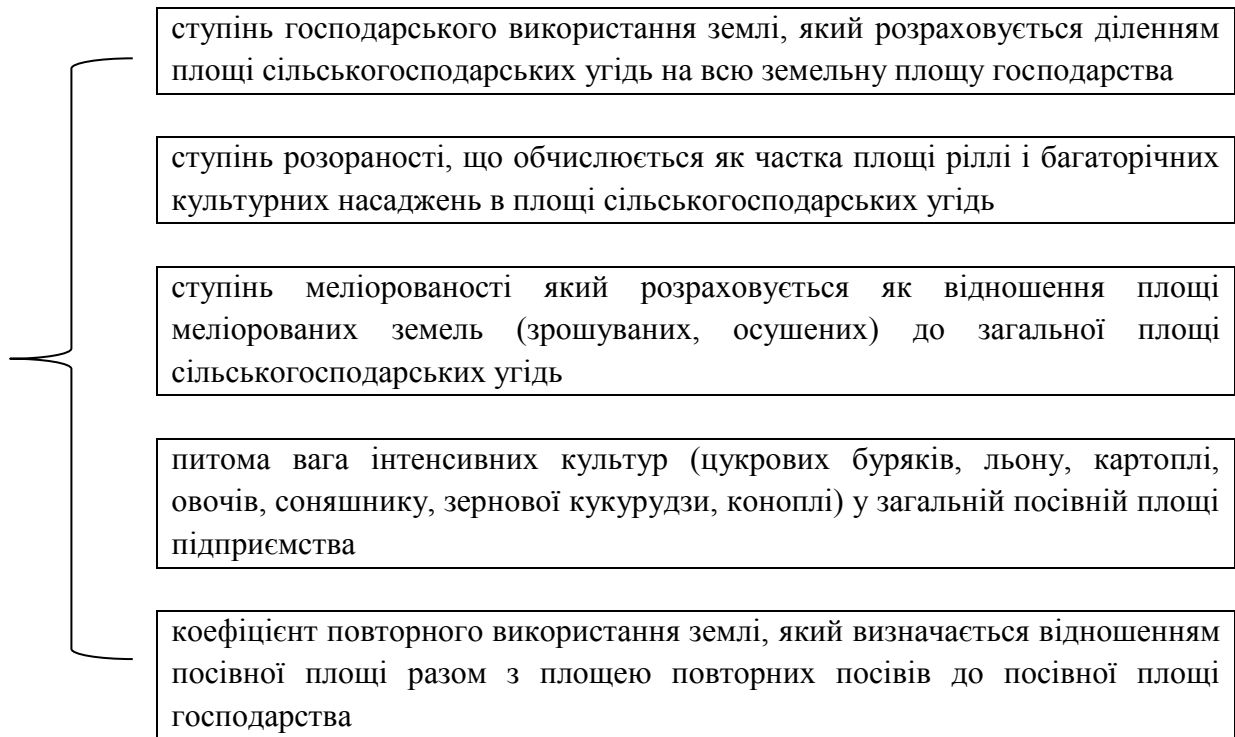 ступінь господарського використання землі, який розраховується діленням
площі сільськогосподарських угідь на всю земельну площу господарства
ступінь розораності, що обчислюється як частка площі ріллі і багаторічних
культурних насаджень в площі сільськогосподарських угідь
ступінь меліорованості який розраховується як відношення площі
меліорованих земель (зрошуваних, осушених) до загальної площі
сільськогосподарських угідь
питома вага інтенсивних культур (цукрових буряків, льону, картоплі,
овочів, соняшнику, зернової кукурудзи, коноплі) у загальній посівній площі
підприємства
коефіцієнт повторного використання землі, який визначається відношенням
посівної площі разом з площею повторних посівів до посівної площі
господарства